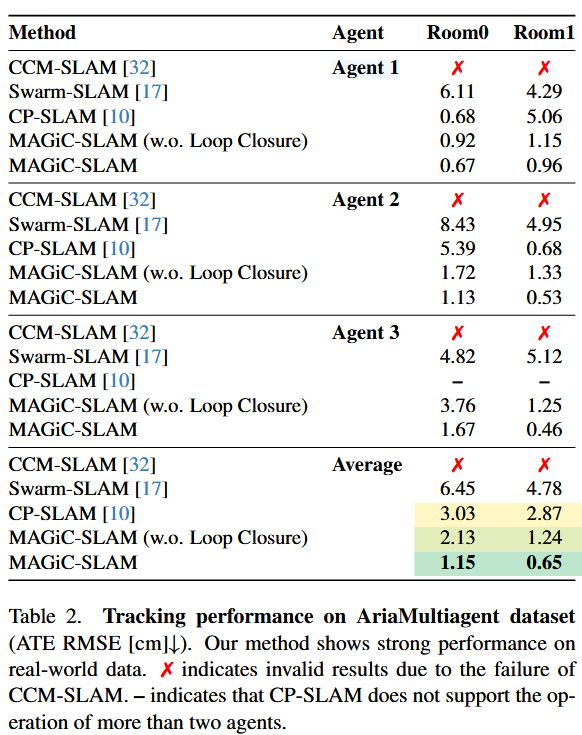 Method Agent Room0 Room1
CCM-SLAM [32] Agent 1 ✗ ✗
Swarm-SLAM [17] 6.11 4.29
CP-SLAM [10] 0.68 5.06
MAGiC-SLAM (w.o. Loop Closure) 0.92 1.15
MAGiC-SLAM 0.67 0.96
CCM-SLAM [32] Agent 2 ✗ ✗
Swarm-SLAM [17] 8.43 4.95
CP-SLAM [10] 5.39 0.68
MAGiC-SLAM (w.o. Loop Closure) 1.72 1.33
MAGiC-SLAM 1.13 0.53
CCM-SLAM [32] Agent 3 ✗ ✗
Swarm-SLAM [17] 4.82 5.12
CP-SLAM [10] – –
MAGiC-SLAM (w.o. Loop Closure) 3.76 1.25
MAGiC-SLAM 1.67 0.46
CCM-SLAM [32] Average ✗ ✗
Swarm-SLAM [17] 6.45 4.78
CP-SLAM [10] 3.03 2.87
MAGiC-SLAM (w.o. Loop Closure) 2.13 1.24
MAGiC-SLAM 1.15 0.65
Table 2. Tracking performance on AriaMultiagent dataset
(ATE RMSE [cm]↓). Our method shows strong performance on
real-world data. ✗ indicates invalid results due to the failure of
CCM-SLAM. – indicates that CP-SLAM does not support the op-
eration of more than two agents.